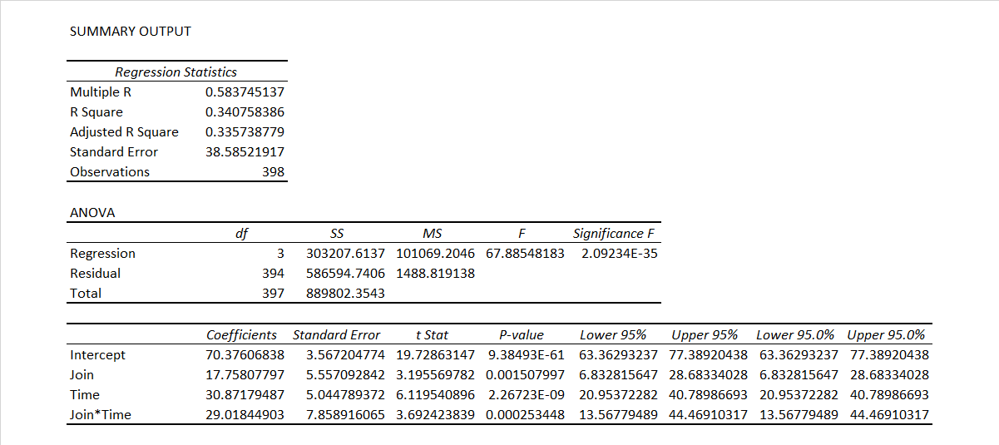 SUMMARY OUTPUT
Regression Statistics
Multiple R 0.583745137
R Square 0.340758386
Adjusted R Square 0.335738779
Standard Error 38.58521917
Observations 398
ANOVA
df SS MS F Significance F
Regression 3 303207.6137 101069.2046 67.88548183 2.09234E-35
Residual 394 586594.7406 1488.819138
Total 397 889802.3543
Coefficients Standard Error t Stat P-value Lower 95% Upper 95% Lower 95.0% Upper 95.0%
Intercept 70.37606838 3.567204774 19.72863147 9.38493E-61 63.36293237 77.38920438 63.36293237 77.38920438
Join 17.75807797 5.557092842 3.195569782 0.001507997 6.832815647 28.68334028 6.832815647 28.68334028
Time 30.87179487 5.044789372 6.119540896 2.26723E-09 20.95372282 40.78986693 20.95372282 40.78986693
Join*Time 29.01844903 7.858916065 3.692423839 0.000253448 13.56779489 44.46910317 13.56779489 44.46910317